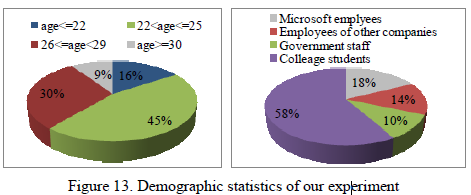 age<=22 22<age<=25
26<=age<29 age>=30
9% 16%
30%
45%
Microsoft emplyees
Employees of other companies
Government staff
Colleage students
18%
14%
58%
10%
Figure 13. Demographic statistics of our experiment